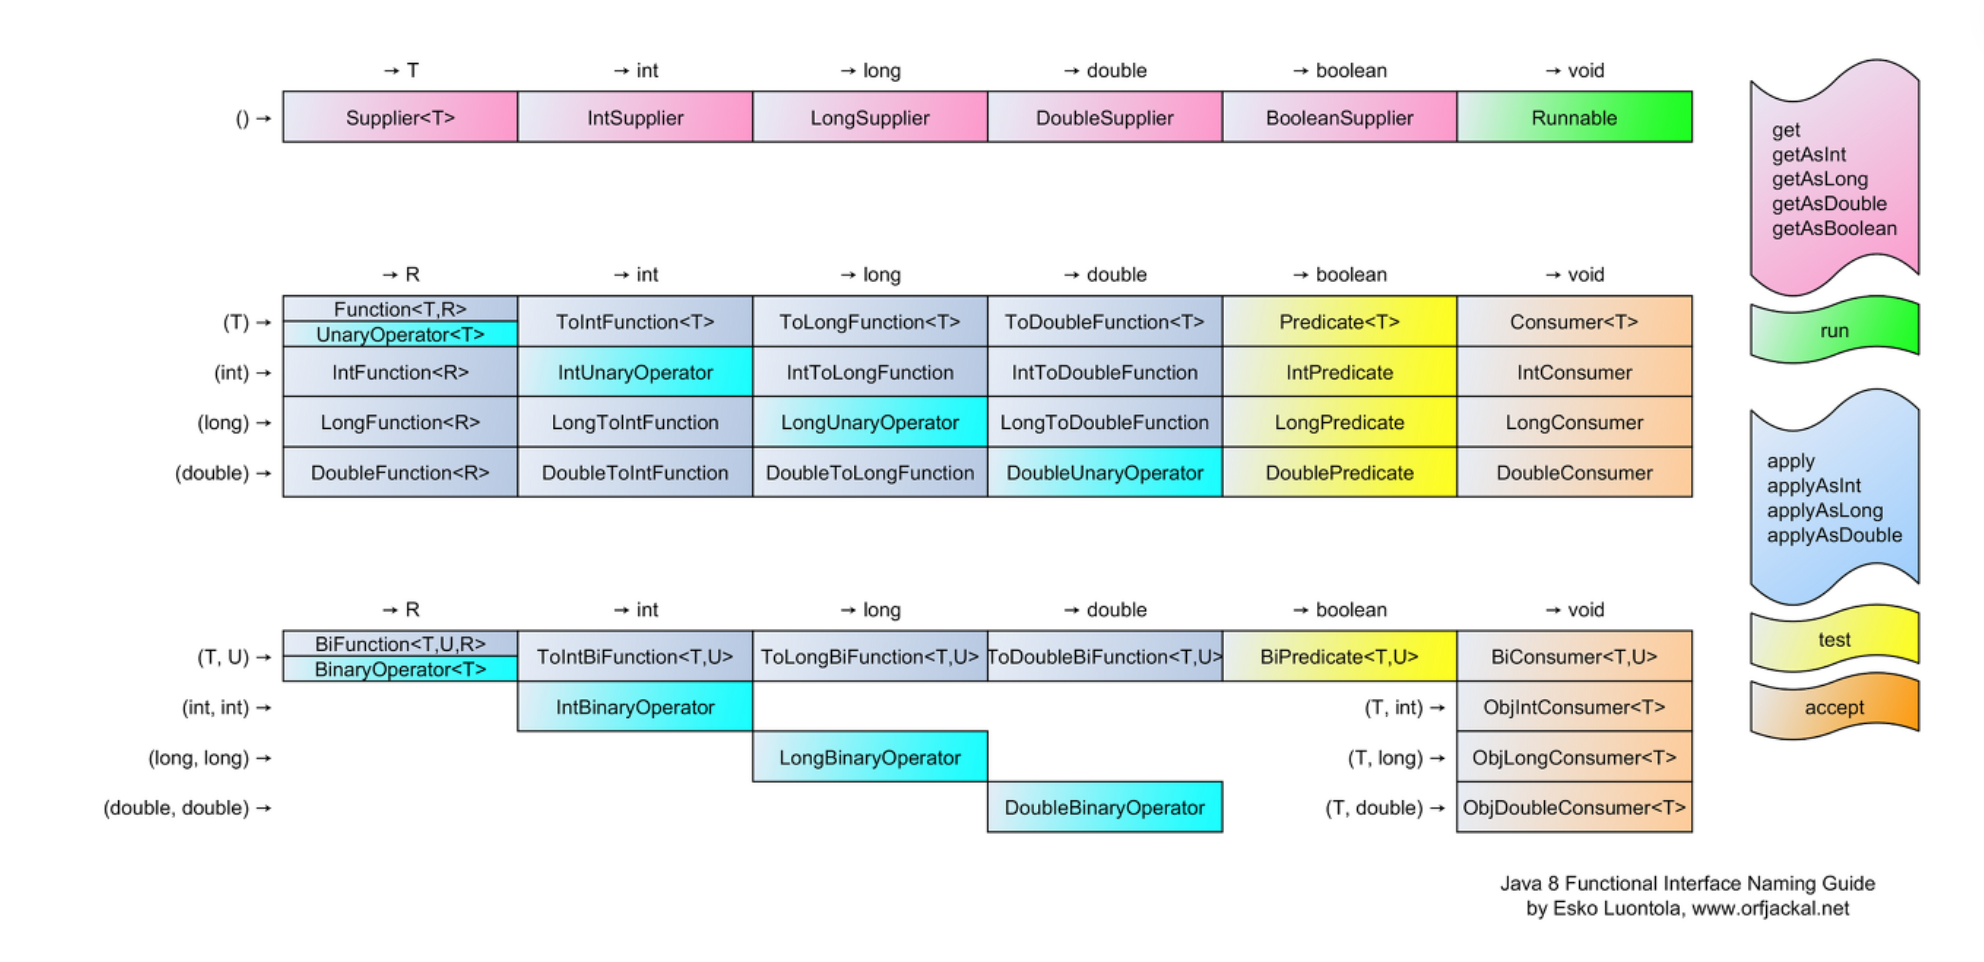 → T → int → long → double → boolean → void
() → Supplier<T> IntSupplier LongSupplier DoubleSupplier BooleanSupplier Runnable
→ R → int → long → double → boolean → void
(T) → Function<T,R> UnaryOperator<T> ToIntFunction<T> ToLongFunction<T> ToDoubleFunction<T> Predicate<T> Consumer<T>
(int) → IntFunction<R> IntUnaryOperator IntToLongFunction IntToDoubleFunction IntPredicate IntConsumer
(long) → LongFunction<R> LongToIntFunction LongUnaryOperator LongToDoubleFunction LongPredicate LongConsumer
(double) → DoubleFunction<R> DoubleToIntFunction DoubleToLongFunction DoubleUnaryOperator DoublePredicate DoubleConsumer
→ R → int → long → double → boolean → void
(T, U) → BiFunction<T,U,R> BinaryOperator<T> ToIntBiFunction<T,U> ToLongBiFunction<T,U> ToDoubleBiFunction<T,U> BiPredicate<T,U> BiConsumer<T,U>
(int, int) → IntBinaryOperator (T, int) → ObjIntConsumer<T>
(long, long) → LongBinaryOperator (T, long) → ObjLongConsumer<T>
(double, double) → DoubleBinaryOperator (T, double) → ObjDoubleConsumer<T>
get
getAsInt
getAsLong
getAsDouble
getAsBoolean
run
apply
applyAsInt
applyAsLong
applyAsDouble
test
accept
Java 8 Functional Interface Naming Guide
by Esko Luontola, www.orfjackal.net